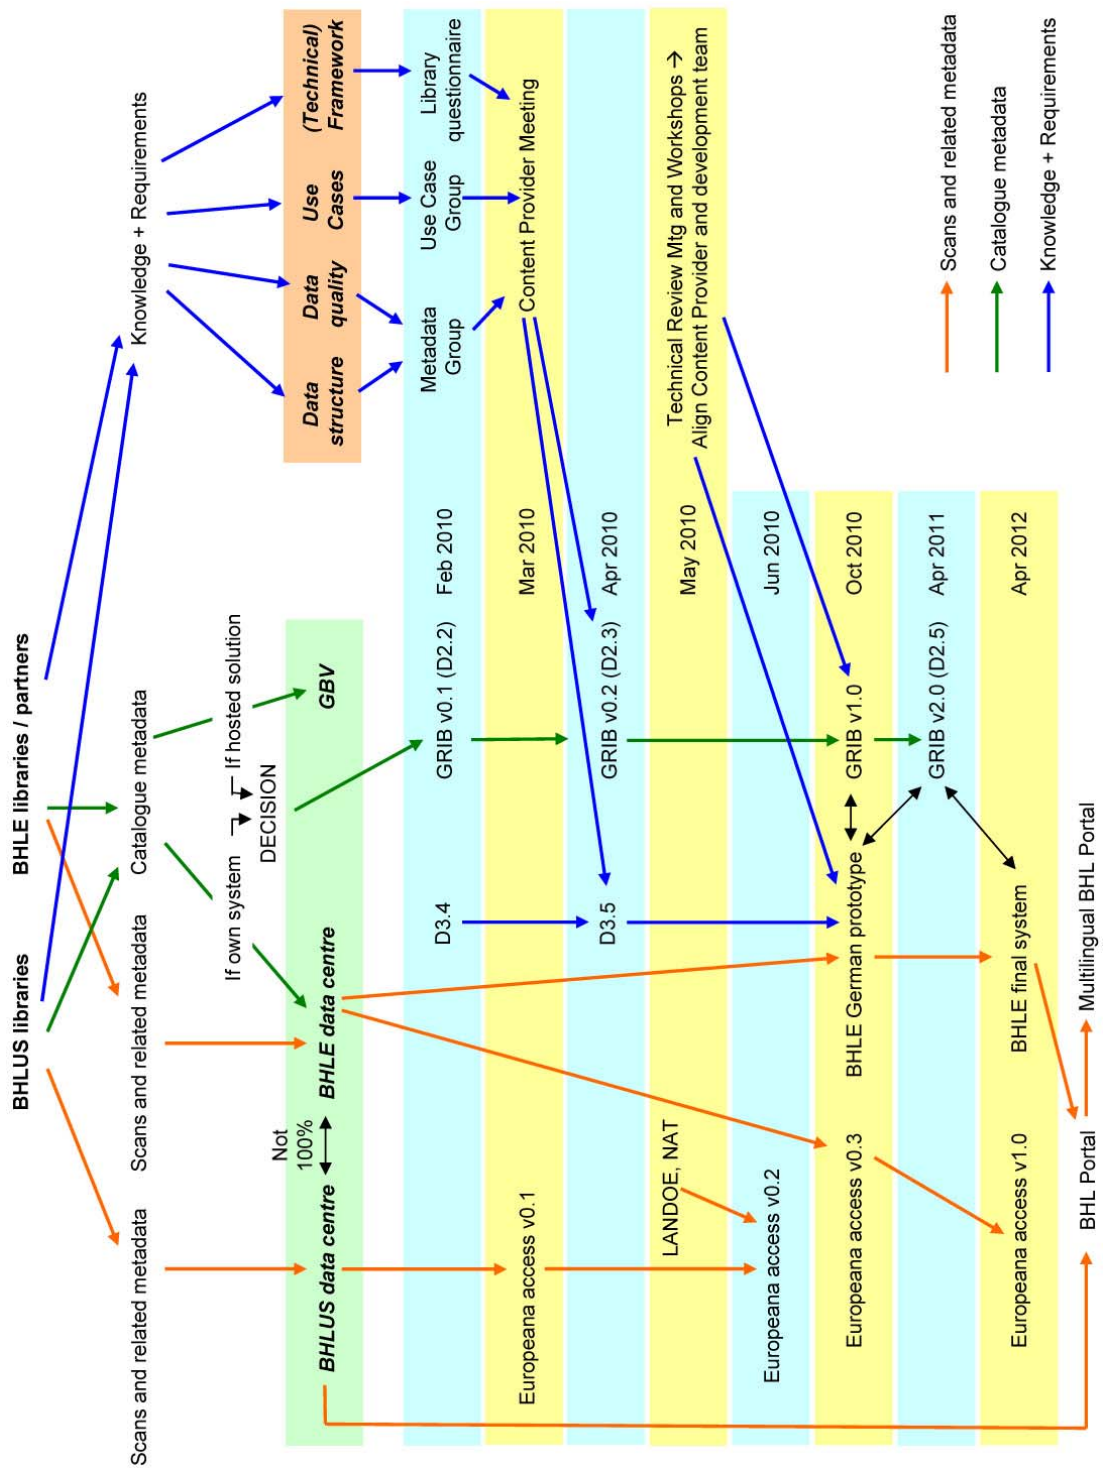 BHLUS libraries
BHLE libraries / partners
Scans and related metadata
Scans and related metadata
Catalogue metadata
Knowledge + Requirements
If own system
If hosted solution
DECISION
Not
100%
BHLUS data centre
BHLE data centre
GBV
Data
structure
Data
quality
Use
Cases
(Technical)
Framework
D3.4
GRIB v0.1 (D2.2)
Feb 2010
Metadata
Group
Use Case
Group
Library
questionnaire
Europeana access v0.1
Mar 2010
Content Provider Meeting
D3.5
GRIB v0.2 (D2.3)
Apr 2010
LANDOE, NAT
May 2010
Technical Review Mtg and Workshops →
Align Content Provider and development team
Europeana access v0.2
Jun 2010
Europeana access v0.3
BHLE German prototype
GRIB v1.0
Oct 2010
GRIB v2.0 (D2.5)
Apr 2011
Europeana access v1.0
BHLE final system
Apr 2012
BHL Portal
Multilingual BHL Portal
Scans and related metadata
Catalogue metadata
Knowledge + Requirements